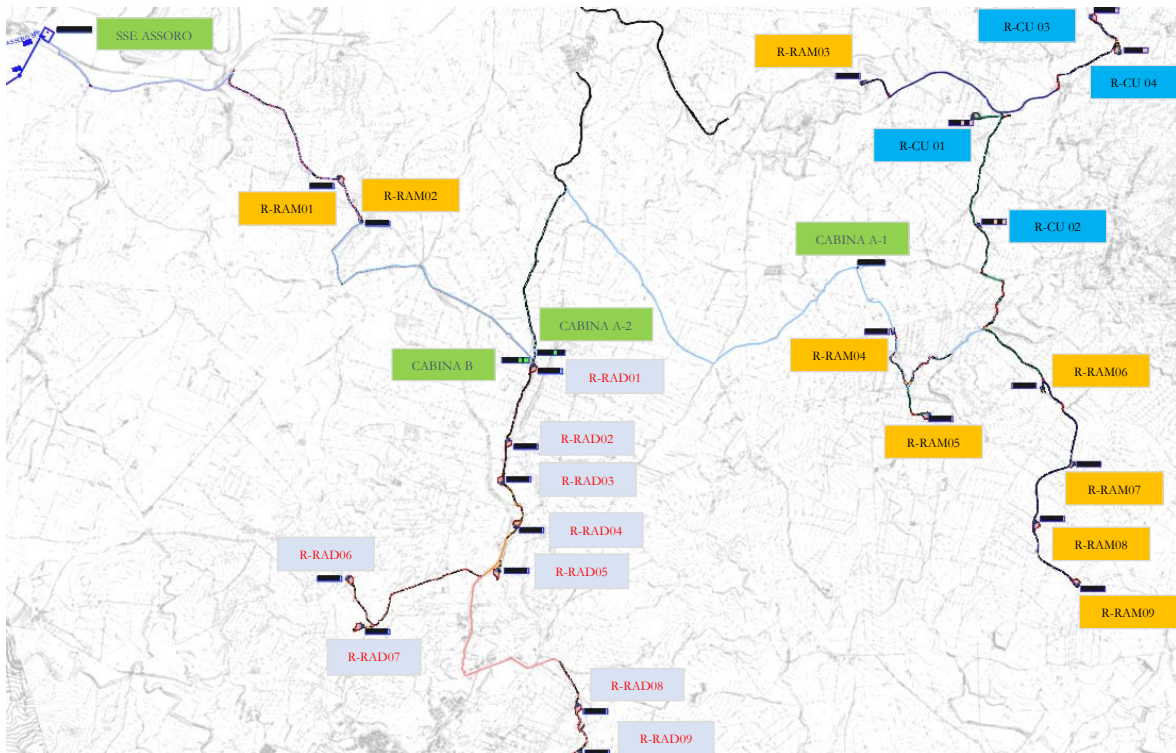 SSE ASSORO
R-CU 03
R-RAM03
R-CU 04
R-CU 01
R-RAM01
R-RAM02
R-CU 02
CABINA A-1
CABINA A-2
R-RAM04
CABINA B
R-RAD01
R-RAM06
R-RAD02
R-RAM05
R-RAD03
R-RAM07
R-RAD04
R-RAM08
R-RAD06
R-RAD05
R-RAM09
R-RAD07
R-RAD08
R-RAD09